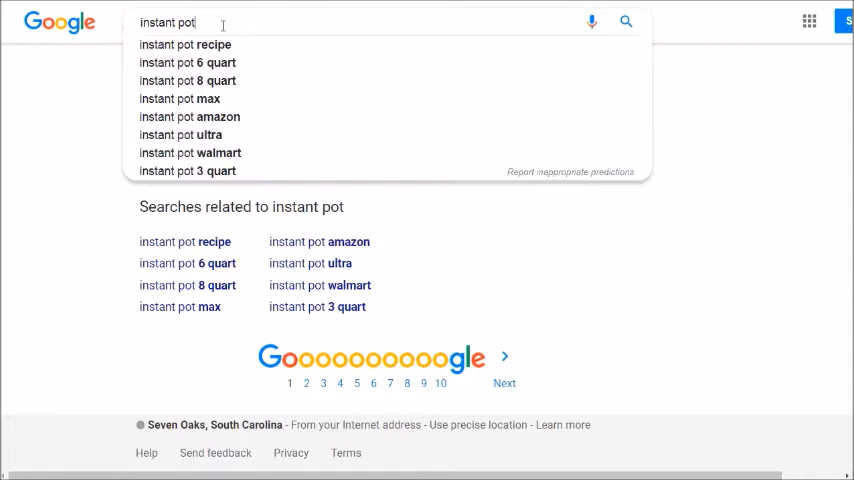 Google
instant pot
S
instant pot recipe
instant pot 6 quart
instant pot 8 quart
instant pot max
instant pot amazon
instant pot ultra
instant pot walmart
instant pot 3 quart
Report inappropriate predictions
Searches related to instant pot
instant pot recipe instant pot amazon
instant pot 6 quart instant pot ultra
instant pot 8 quart instant pot walmart
instant pot max instant pot 3 quart
Goooooooooogle
1 2 3 4 5 6 7 8 9 10 Next
Seven Oaks, South Carolina - From your Internet address - Use precise location - Learn more
Help Send feedback Privacy Terms